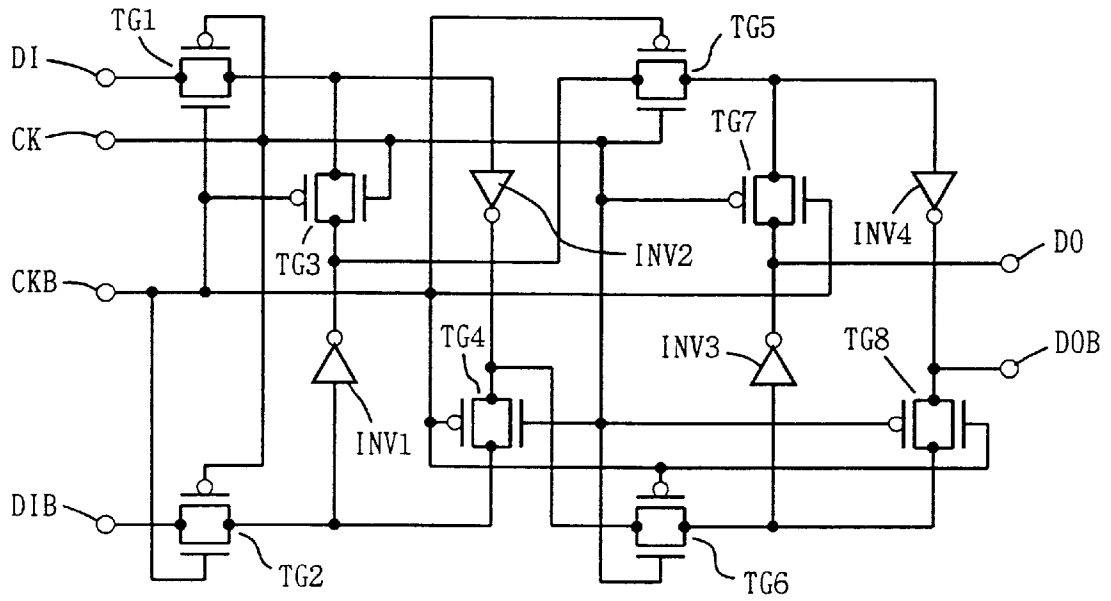 TG1
TG5
DI
CK
TG7
INV4
TG3
INV2
DO
CKB
TG4
INV3
TG8
DOB
INV1
DIB
TG2
TG6